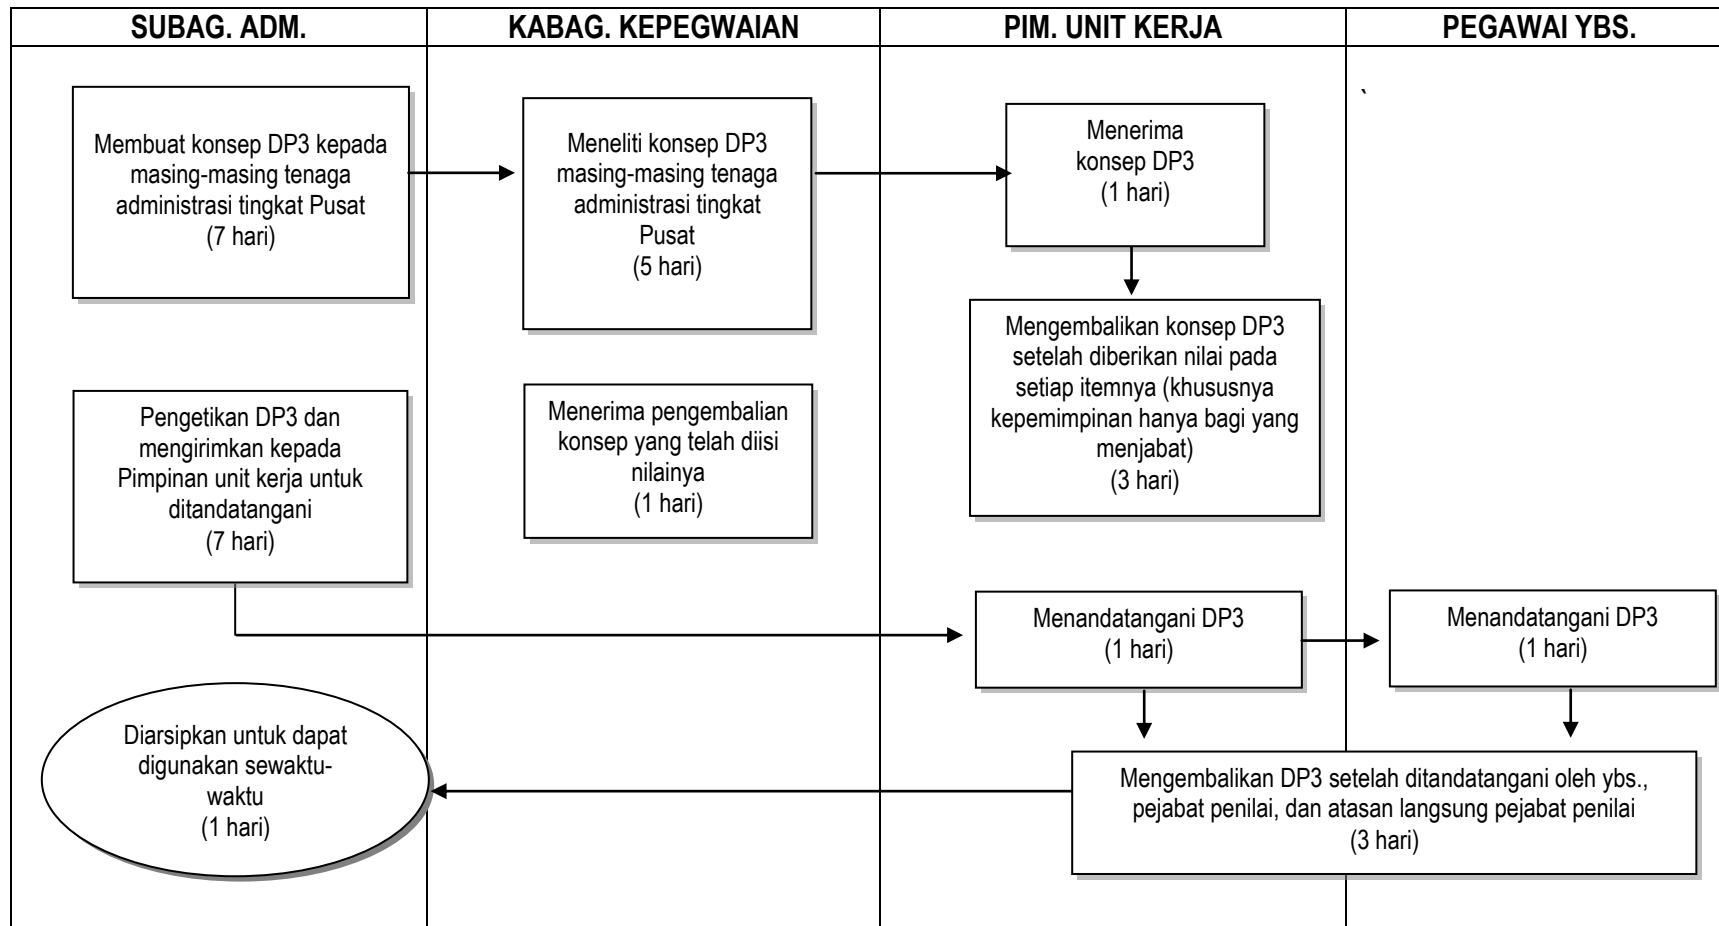 SUBAG. ADM.
KABAG. KEPEGWAIAN
PIM. UNIT KERJA
PEGAWAI YBS.
Membuat konsep DP3 kepada
masing-masing tenaga
administrasi tingkat Pusat
(7 hari)
Meneliti konsep DP3
masing-masing tenaga
administrasi tingkat
Pusat
(5 hari)
Menerima
konsep DP3
(1 hari)
`
Mengembalikan konsep DP3
setelah diberikan nilai pada
setiap itemnya (khususnya
kepemimpinan hanya bagi yang
menjabat)
(3 hari)
Menerima pengembalian
konsep yang telah diisi
nilainya
(1 hari)
Pengetikan DP3 dan
mengirimkan kepada
Pimpinan unit kerja untuk
ditandatangani
(7 hari)
Menandatangani DP3
(1 hari)
Menandatangani DP3
(1 hari)
Mengembalikan DP3 setelah ditandatangani oleh ybs.,
pejabat penilai, dan atasan langsung pejabat penilai
(3 hari)
Diarsipkan untuk dapat
digunakan sewaktu-
waktu
(1 hari)